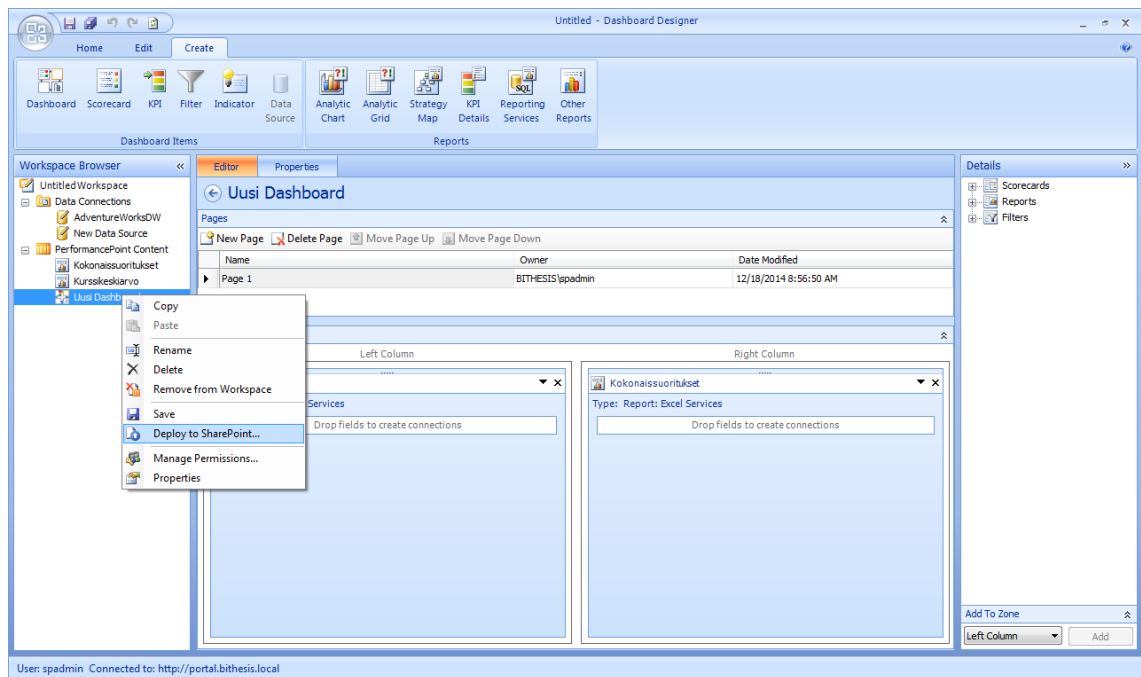 Untitled - Dashboard Designer
Home Edit Create
Dashboard Scorecard KPI Filter Indicator Data Source Analytic Chart Analytic Grid Strategy Map KPI Details Reporting Services Other Reports
Dashboard Items Reports
Workspace Browser
Untitled Workspace
Data Connections
AdventureWorksDW
New Data Source
PerformancePoint Content
Kokonaissuoritukset
Kurssikeskiarvo
Uusi Dashb
Copy
Paste
Rename
Delete
Remove from Workspace
Save
Deploy to SharePoint...
Manage Permissions...
Properties
Editor Properties
Uusi Dashboard
Pages
New Page Delete Page Move Page Up Move Page Down
Name Owner Date Modified
Page 1 BITHESIS\spadmin 12/18/2014 8:56:50 AM
Left Column Right Column
Services
Drop fields to create connections
Kokonaissuoritukset
Type: Report: Excel Services
Drop fields to create connections
Details
Scorecards
Reports
Filters
Add To Zone
Left Column Add
User: spadmin Connected to: http://portal.bithesis.local